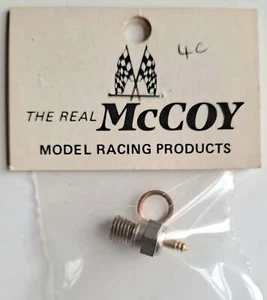 4C
THE REAL McCOY
MODEL RACING PRODUCTS